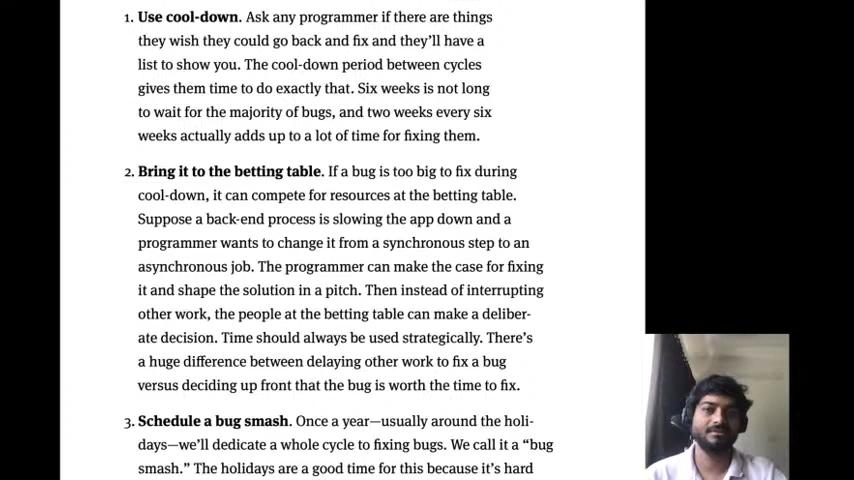 1. Use cool-down. Ask any programmer if there are things
they wish they could go back and fix and they’ll have a
list to show you. The cool-down period between cycles
gives them time to do exactly that. Six weeks is not long
to wait for the majority of bugs, and two weeks every six
weeks actually adds up to a lot of time for fixing them.
2. Bring it to the betting table. If a bug is too big to fix during
cool-down, it can compete for resources at the betting table.
Suppose a back-end process is slowing the app down and a
programmer wants to change it from a synchronous step to an
asynchronous job. The programmer can make the case for fixing
it and shape the solution in a pitch. Then instead of interrupting
other work, the people at the betting table can make a deliber-
ate decision. Time should always be used strategically. There’s
a huge difference between delaying other work to fix a bug
versus deciding up front that the bug is worth the time to fix.
3. Schedule a bug smash. Once a year—usually around the holi-
days—we’ll dedicate a whole cycle to fixing bugs. We call it a “bug
smash.” The holidays are a good time for this because it’s hard